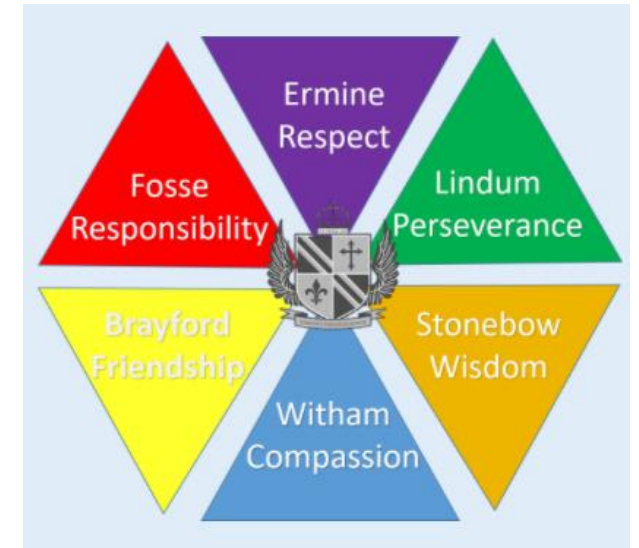 Ermine
Respect
Fosse
Responsibility
Lindum
Perseverance
Brayford
Friendship
Stonebow
Wisdom
Witham
Compassion